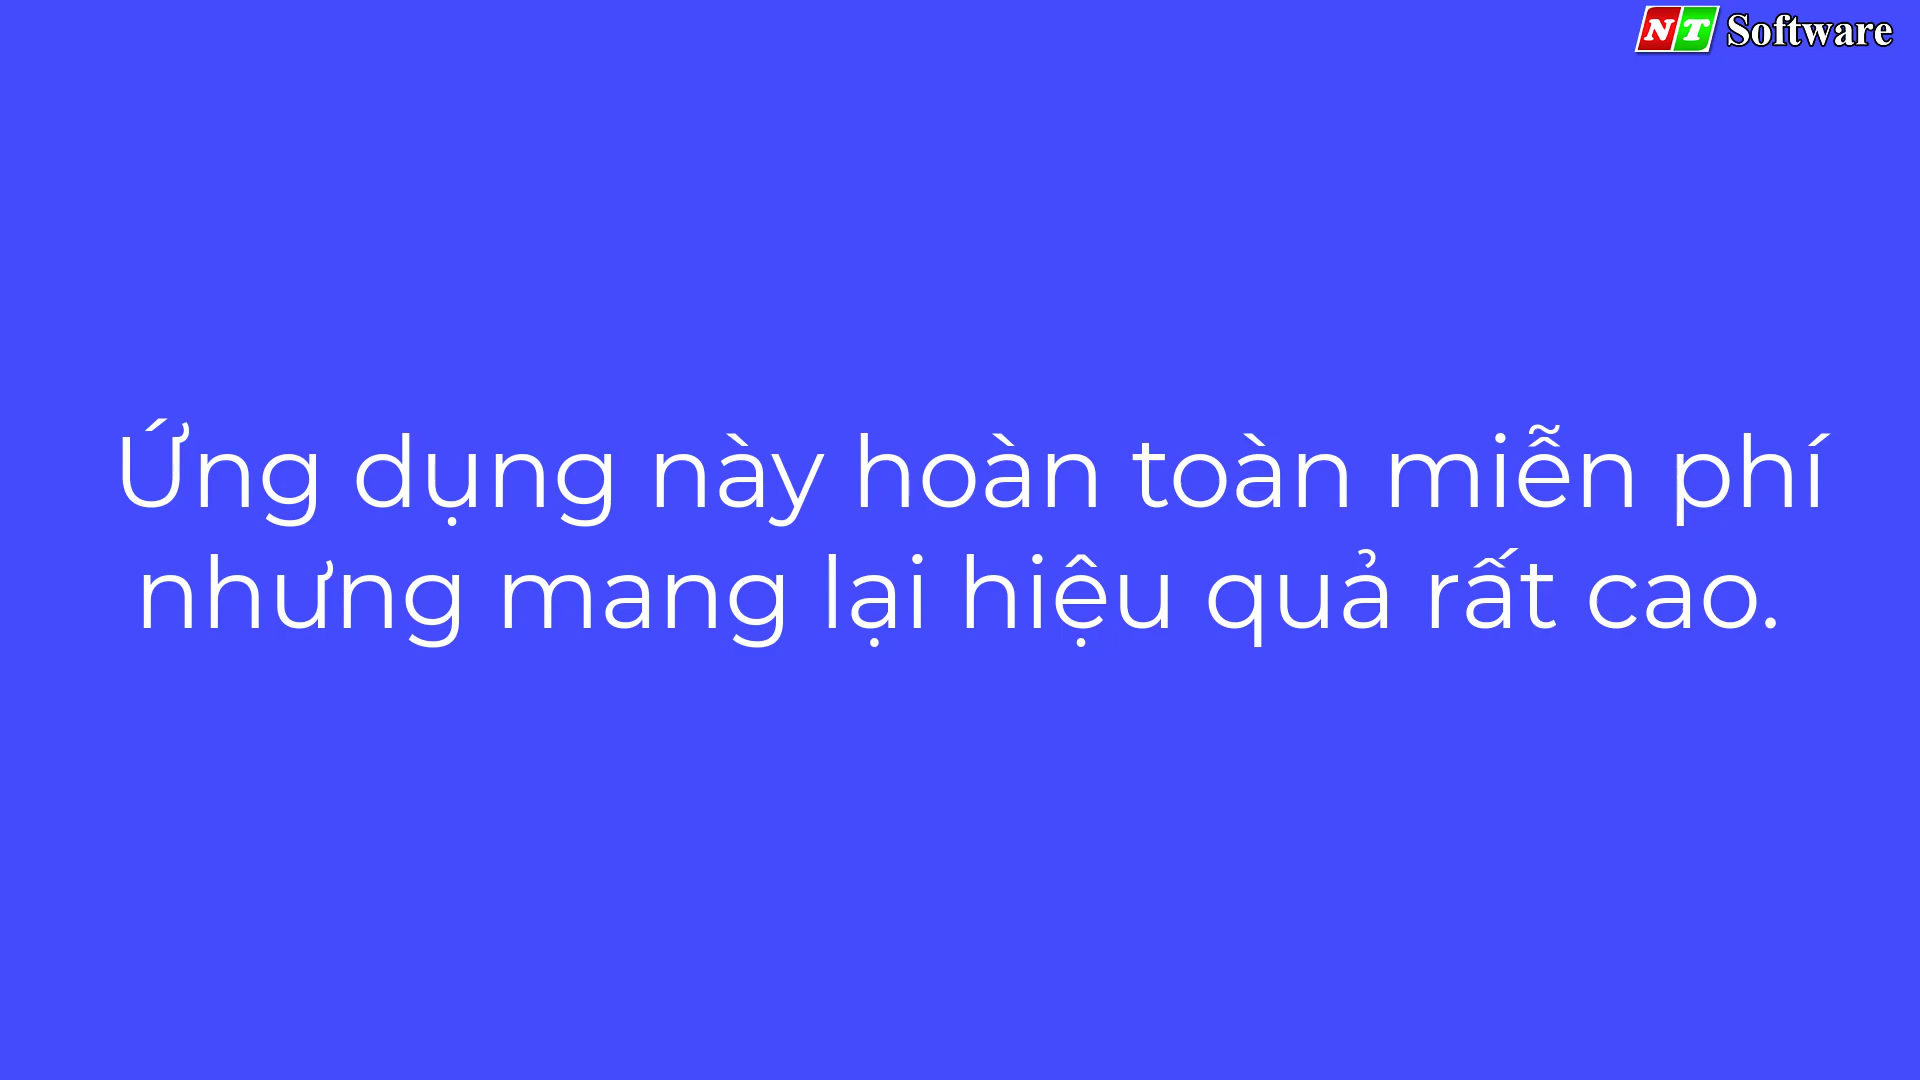 NT Software
Ứng dụng này hoàn toàn miễn phí
nhưng mang lại hiệu quả rất cao.